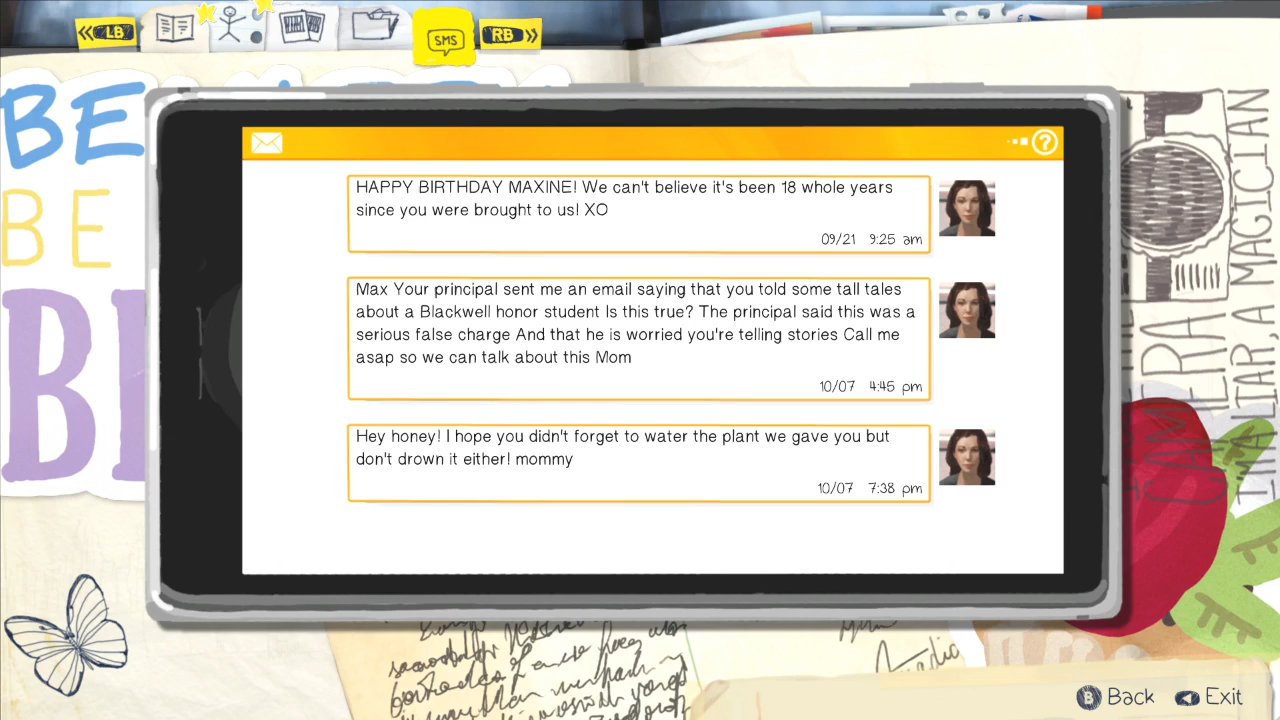 LB
SMS
RB
BE
BE
HAPPY BIRTHDAY MAXINE! We can't believe it's been 18 whole years
since you were brought to us! XO
09/21 9:25 am
Max Your principal sent me an email saying that you told some tall tales
about a Blackwell honor student Is this true? The principal said this was a
serious false charge And that he is worried you're telling stories Call me
asap so we can talk about this Mom
10/07 4:45 pm
Hey honey! I hope you didn't forget to water the plant we gave you but
don't drown it either! mommy
10/07 7:38 pm
?
A MAGICIAN
B Back
Exit